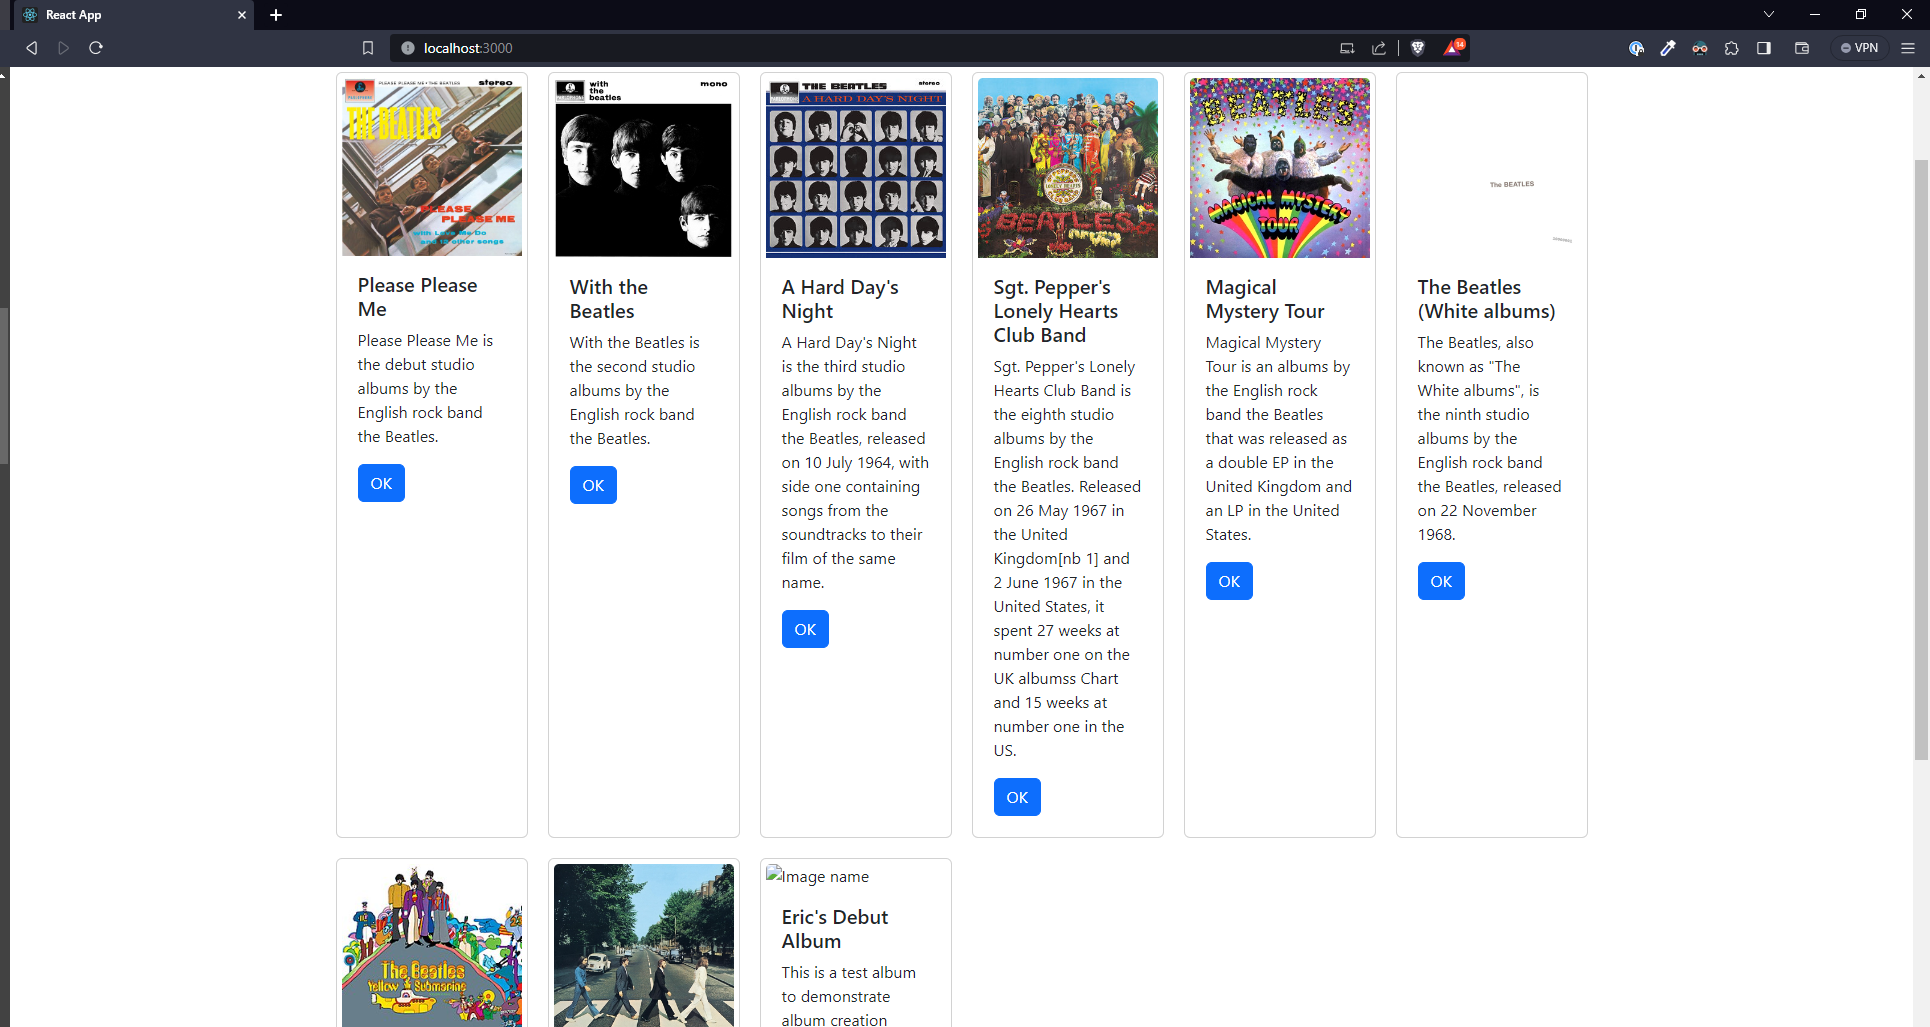 React App
localhost:3000
14
VPN
PLEASE PLEASE ME • THE BEATLES
stereo
THE BEATLES
PLEASE
PLEASE ME
with Love Me Do
and 12 other songs
Please Please
Me
Please Please Me is
the debut studio
albums by the
English rock band
the Beatles.
OK
with
the
beatles
mono
With the
Beatles
With the Beatles is
the second studio
albums by the
English rock band
the Beatles.
OK
THE BEATLES
stereo
A HARD DAY'S NIGHT
A Hard Day's
Night
A Hard Day's Night
is the third studio
albums by the
English rock band
the Beatles, released
on 10 July 1964, with
side one containing
songs from the
soundtracks to their
film of the same
name.
OK
LONELY HEARTS
BEATLES
Sgt. Pepper's
Lonely Hearts
Club Band
Sgt. Pepper's Lonely
Hearts Club Band is
the eighth studio
albums by the
English rock band
the Beatles. Released
on 26 May 1967 in
the United
Kingdom[nb 1] and
2 June 1967 in the
United States, it
spent 27 weeks at
number one on the
UK albumss Chart
and 15 weeks at
number one in the
US.
OK
BEATLES
MAGICAL MYSTERY
TOUR
Magical
Mystery Tour
Magical Mystery
Tour is an albums by
the English rock
band the Beatles
that was released as
a double EP in the
United Kingdom and
an LP in the United
States.
OK
The BEATLES
The Beatles
(White albums)
The Beatles, also
known as "The
White albums", is
the ninth studio
albums by the
English rock band
the Beatles, released
on 22 November
1968.
OK
The Beatles
Yellow Submarine
Image name
Eric's Debut
Album
This is a test album
to demonstrate
album creation